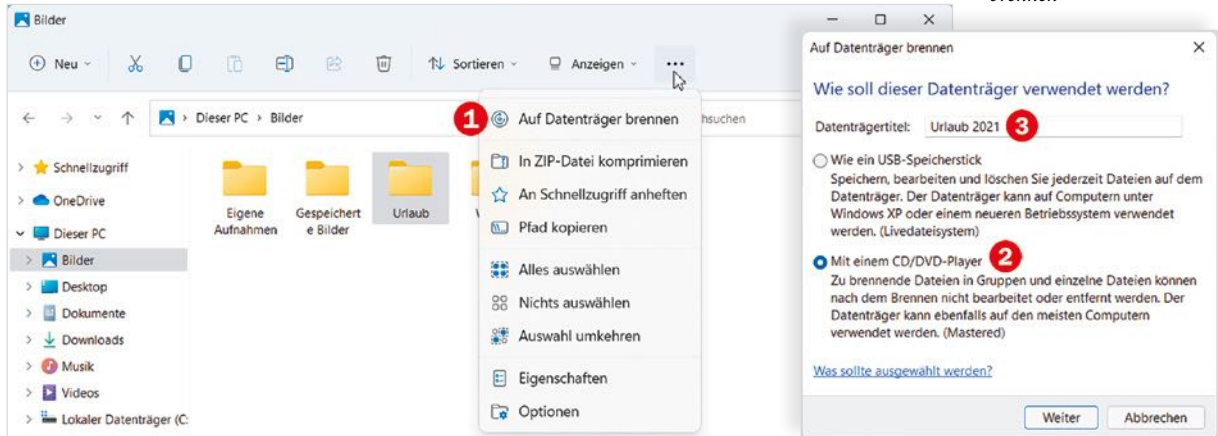 Bilder
Neu
Sortieren
Anzeigen
Dieser PC > Bilder
hsuchen
Schnellzugriff
OneDrive
Dieser PC
Bilder
Desktop
Dokumente
Downloads
Musik
Videos
Lokaler Datenträger (C:
Eigene
Aufnahmen
Gespeichert
e Bilder
Urlaub
1
Auf Datenträger brennen
In ZIP-Datei komprimieren
An Schnellzugriff anheften
Pfad kopieren
Alles auswählen
Nichts auswählen
Auswahl umkehren
Eigenschaften
Optionen
Auf Datenträger brennen
Wie soll dieser Datenträger verwendet werden?
Datenträgertitel: Urlaub 2021 3
Wie ein USB-Speicherstick
Speichern, bearbeiten und löschen Sie jederzeit Dateien auf dem
Datenträger. Der Datenträger kann auf Computern unter
Windows XP oder einem neueren Betriebssystem verwendet
werden. (Livedateisystem)
Mit einem CD/DVD-Player 2
Zu brennende Dateien in Gruppen und einzelne Dateien können
nach dem Brennen nicht bearbeitet oder entfernt werden. Der
Datenträger kann ebenfalls auf den meisten Computern
verwendet werden. (Mastered)
Was sollte ausgewählt werden?
Weiter
Abbrechen